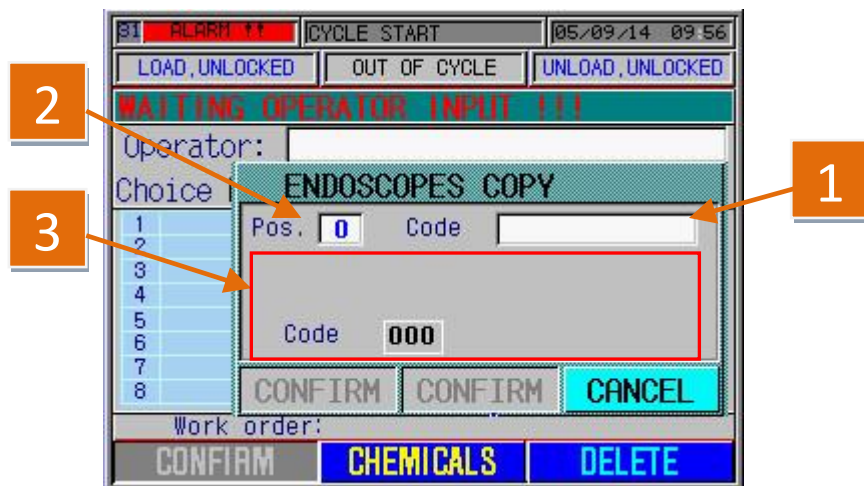 31 ALARM !! CYCLE START 05/09/14 09:56
LOAD,UNLOCKED OUT OF CYCLE UNLOAD,UNLOCKED
WAITING OPERATOR INPUT !!!
Operator:
Choice
ENDOSCOPES COPY
Pos. 0 Code
Code 000
1
2
3
4
5
6
7
8
CONFIRM CONFIRM CANCEL
Work order:
CONFIRM CHEMICALS DELETE
2
3
1